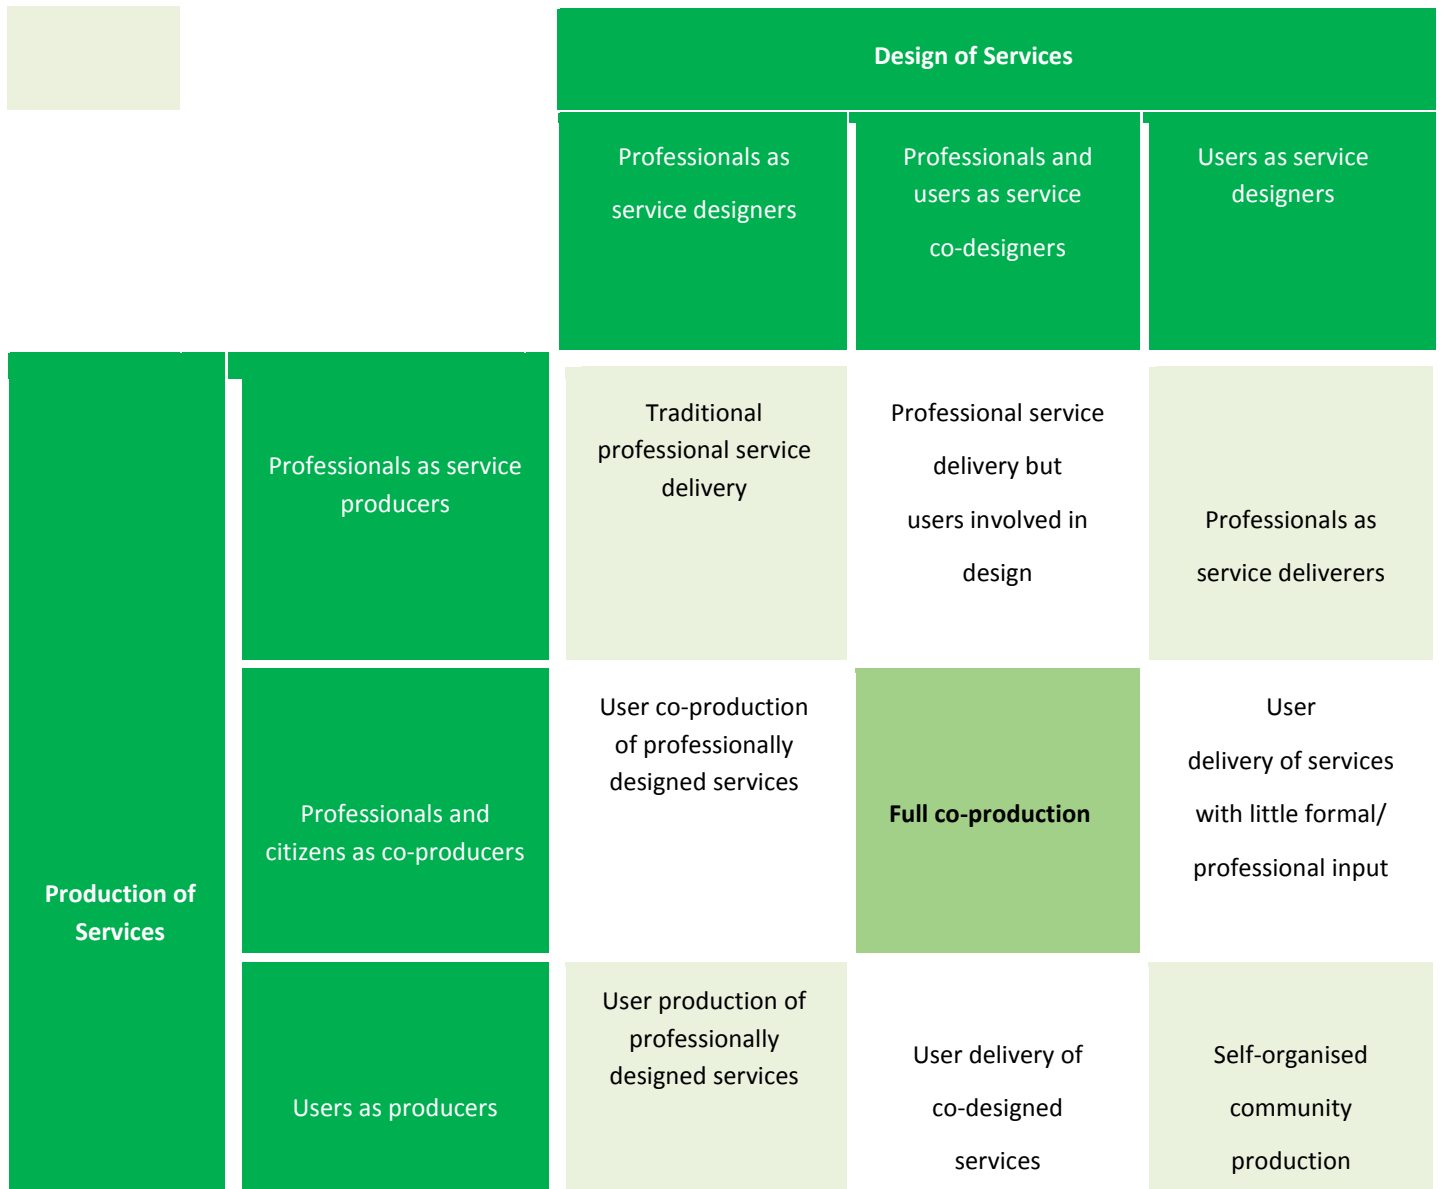 Design of Services
Professionals as
service designers
Professionals and
users as service
co-designers
Users as service
designers
Production of
Services
Professionals as service
producers
Traditional
professional service
delivery
Professional service
delivery but
users involved in
design
Professionals as
service deliverers
Professionals and
citizens as co-producers
User co-production
of professionally
designed services
Full co-production
User
delivery of services
with little formal/
professional input
Users as producers
User production of
professionally
designed services
User delivery of
co-designed
services
Self-organised
community
production